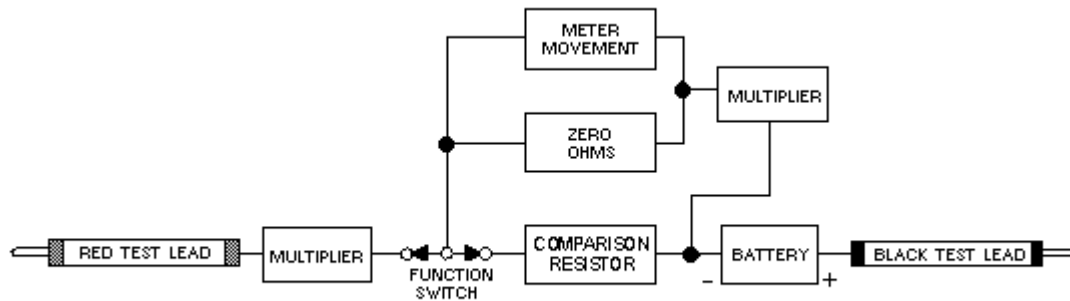 METER
MOVEMENT
MULTIPLIER
ZERO
OHMS
RED TEST LEAD
MULTIPLIER
FUNCTION
SWITCH
COMPARISON
RESISTOR
- BATTERY +
BLACK TEST LEAD